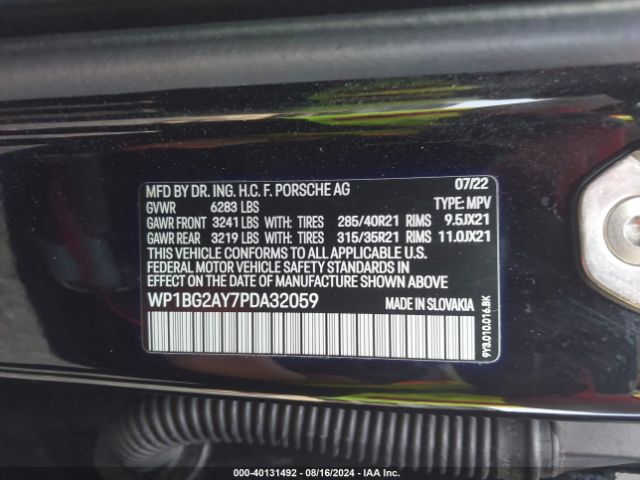 MFD BY DR. ING. H.C. F. PORSCHE AG 07/22
GVWR 6283 LBS TYPE: MPV
GAWR FRONT 3241 LBS WITH: TIRES 285/40R21 RIMS 9.5JX21
GAWR REAR 3219 LBS WITH: TIRES 315/35R21 RIMS 11.0JX21
THIS VEHICLE CONFORMS TO ALL APPLICABLE U.S.
FEDERAL MOTOR VEHICLE SAFETY STANDARDS IN
EFFECT ON THE DATE OF MANUFACTURE SHOWN ABOVE
WP1BG2AY7PDA32059 MADE IN SLOVAKIA
9Y3.010.016.BK
000-40131492 - 08/16/2024 - IAA Inc.